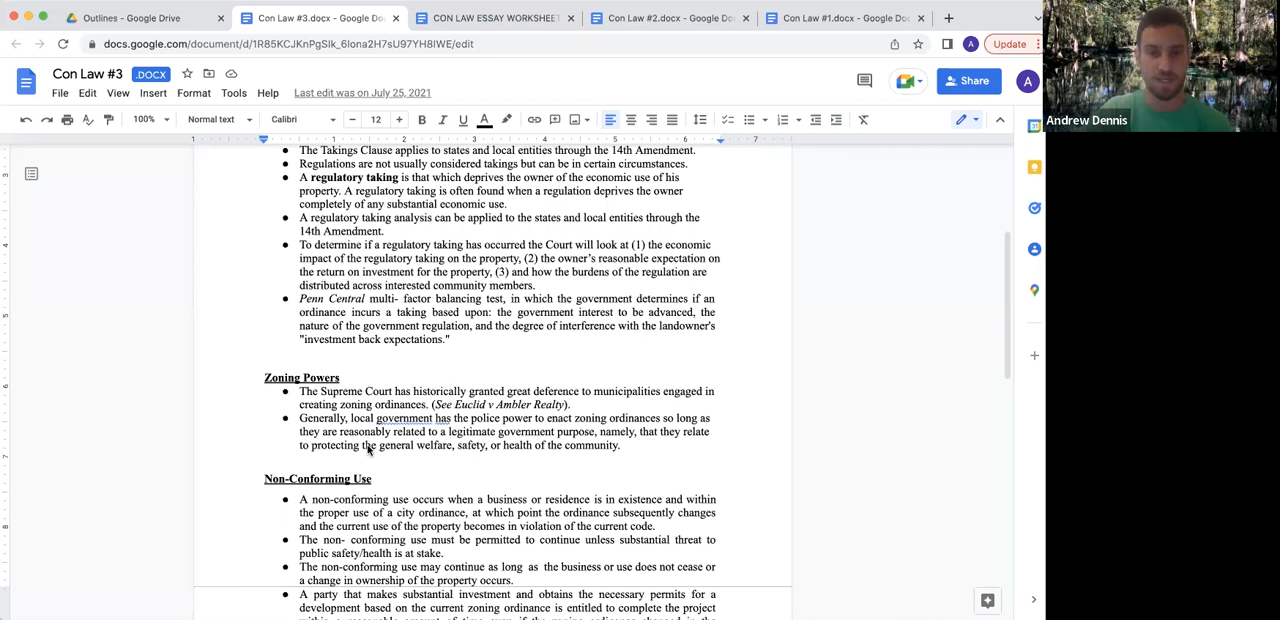 Outlines - Google Drive
Con Law #3.docx - Google Do
CON LAW ESSAY WORKSHEET
Con Law #2.docx - Google Do
Con Law #1.docx - Google Do
docs.google.com/document/d/1R85KCJKnPgSlk_6Iona2H7sU97YH8IWE/edit
A
Update
Con Law #3
.DOCX
Share
A
File Edit View Insert Format Tools Help Last edit was on July 25, 2021
100% Normal text Calibri 12 B I U A
Andrew Dennis
• The Takings Clause applies to states and local entities through the 14th Amendment.
• Regulations are not usually considered takings but can be in certain circumstances.
• A regulatory taking is that which deprives the owner of the economic use of his
property. A regulatory taking is often found when a regulation deprives the owner
completely of any substantial economic use.
• A regulatory taking analysis can be applied to the states and local entities through the
14th Amendment.
• To determine if a regulatory taking has occurred the Court will look at (1) the economic
impact of the regulatory taking on the property, (2) the owner's reasonable expectation on
the return on investment for the property, (3) and how the burdens of the regulation are
distributed across interested community members.
• Penn Central multi- factor balancing test, in which the government determines if an
ordinance incurs a taking based upon: the government interest to be advanced, the
nature of the government regulation, and the degree of interference with the landowner's
"investment back expectations."
Zoning Powers
• The Supreme Court has historically granted great deference to municipalities engaged in
creating zoning ordinances. (See Euclid v Ambler Realty).
• Generally, local government has the police power to enact zoning ordinances so long as
they are reasonably related to a legitimate government purpose, namely, that they relate
to protecting the general welfare, safety, or health of the community.
Non-Conforming Use
• A non-conforming use occurs when a business or residence is in existence and within
the proper use of a city ordinance, at which point the ordinance subsequently changes
and the current use of the property becomes in violation of the current code.
• The non- conforming use must be permitted to continue unless substantial threat to
public safety/health is at stake.
• The non-conforming use may continue as long as the business or use does not cease or
a change in ownership of the property occurs.
• A party that makes substantial investment and obtains the necessary permits for a
development based on the current zoning ordinance is entitled to complete the project
within a reasonable amount of time even if the zoning ordinance changed in the